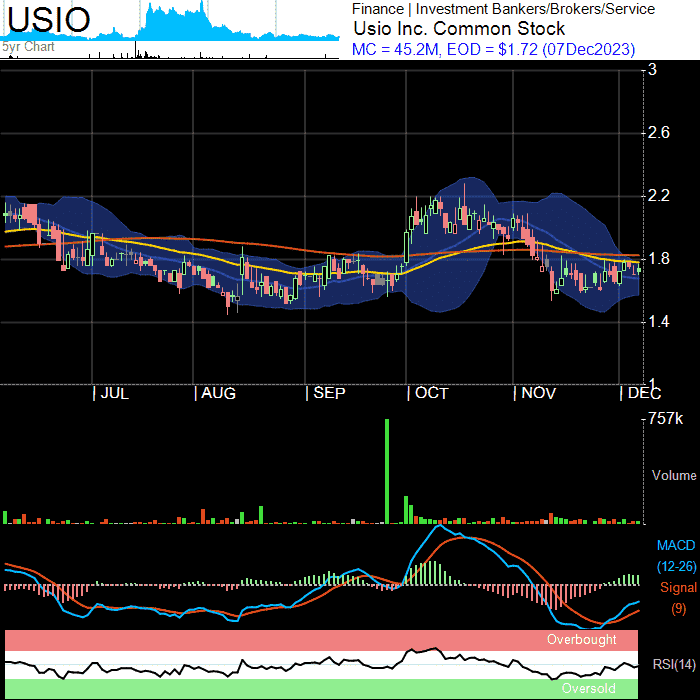 USIO
5yr Chart
Finance | Investment Bankers/Brokers/Service
Usio Inc. Common Stock
MC = 45.2M, EOD = $1.72 (07Dec2023)
3
2.6
2.2
1.8
1.4
1
| JUL | AUG | SEP | OCT | NOV | DEC
757k
Volume
MACD
(12-26)
Signal
(9)
Overbought
RSI(14)
Oversold